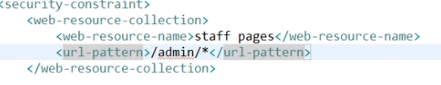 <security-constraint>
<web-resource-collection>
<web-resource-name>staff pages</web-resource-name>
<url-pattern>/admin/*</url-pattern>
</web-resource-collection>